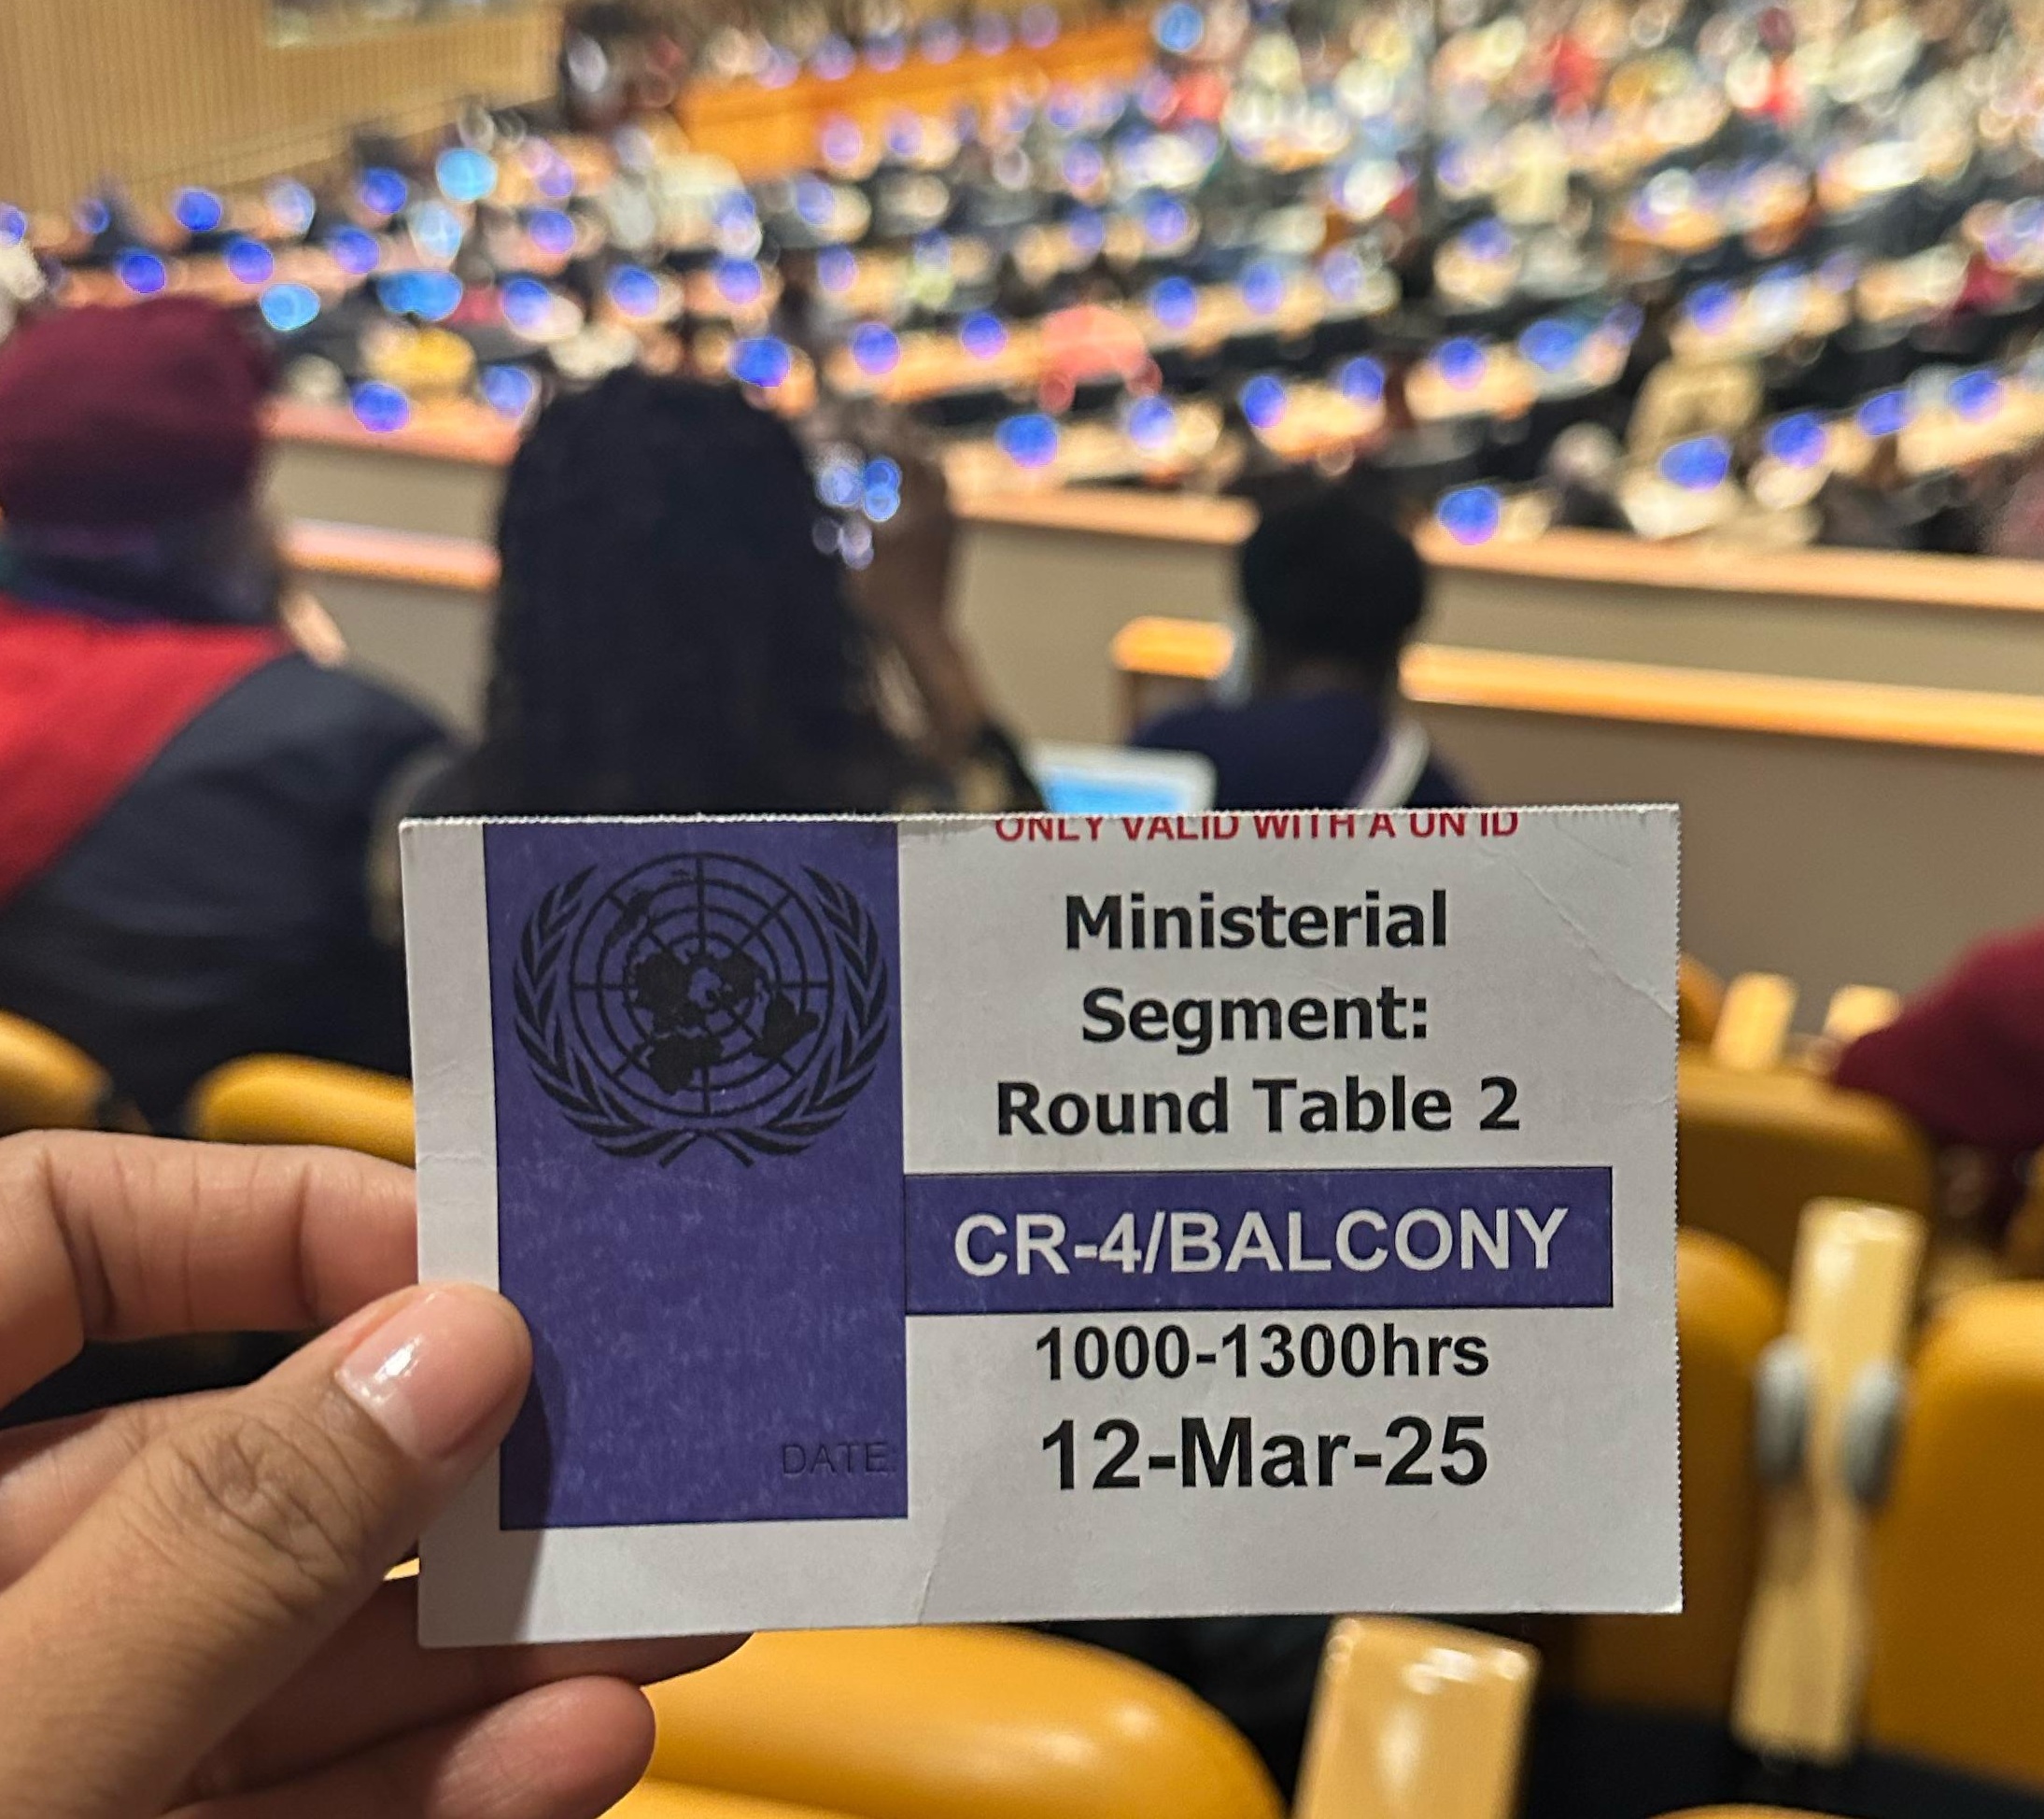 ONLY VALID WITH A UN ID
Ministerial
Segment:
Round Table 2
CR-4/BALCONY
1000-1300hrs
DATE:
12-Mar-25